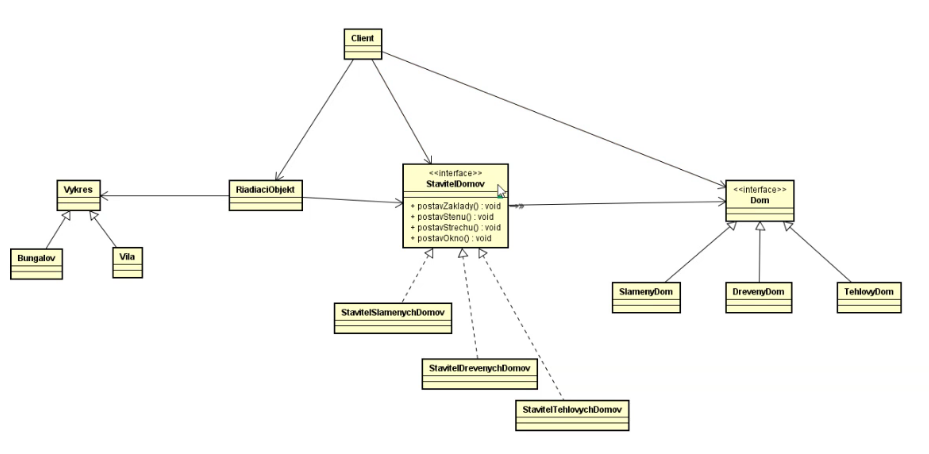 Client
<<interface>>
StavitelDomov
+ postavZaklady() : void
+ postavStenu() : void
+ postavStrechu() : void
+ postavOkno() : void
Vykres
RiadiaciObjekt
<<interface>>
Dom
Bungalov
Vila
SlamenyDom
DrevenyDom
TehlovyDom
StavitelSlamenychDomov
StavitelDrevenychDomov
StavitelTehlovychDomov